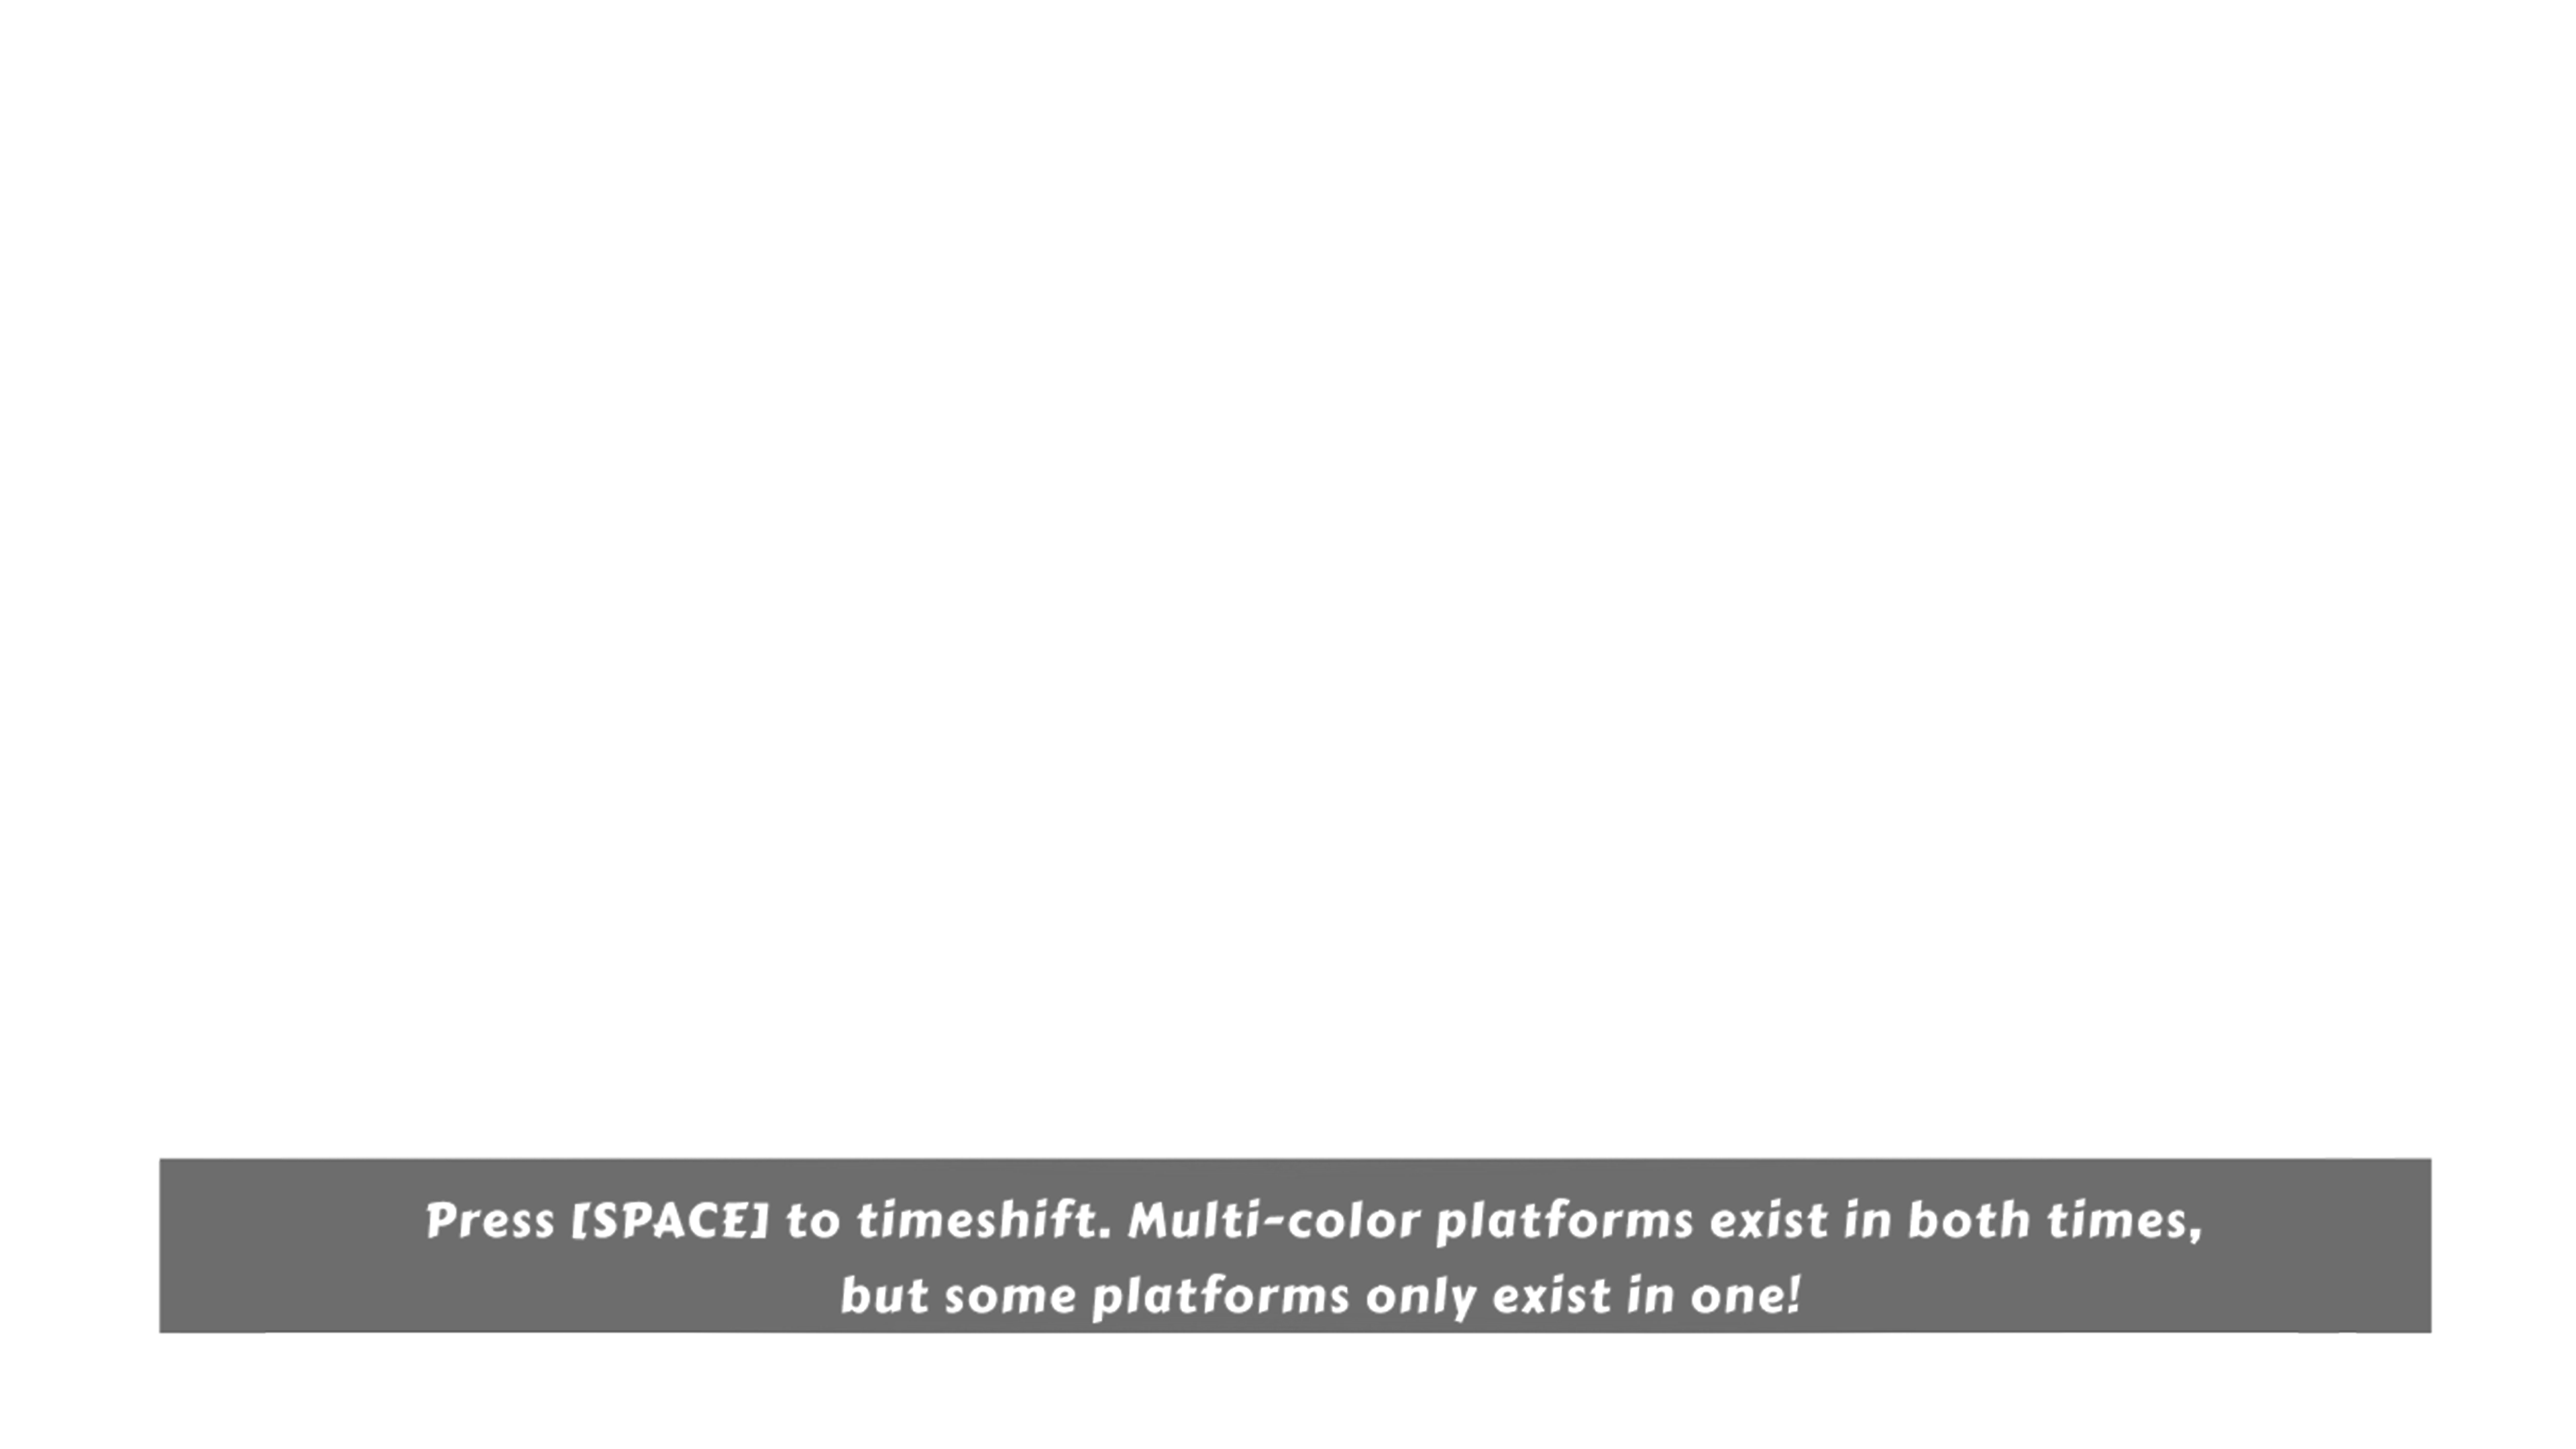 Press [SPACE] to timeshift. Multi-color platforms exist in both times,
but some platforms only exist in one!